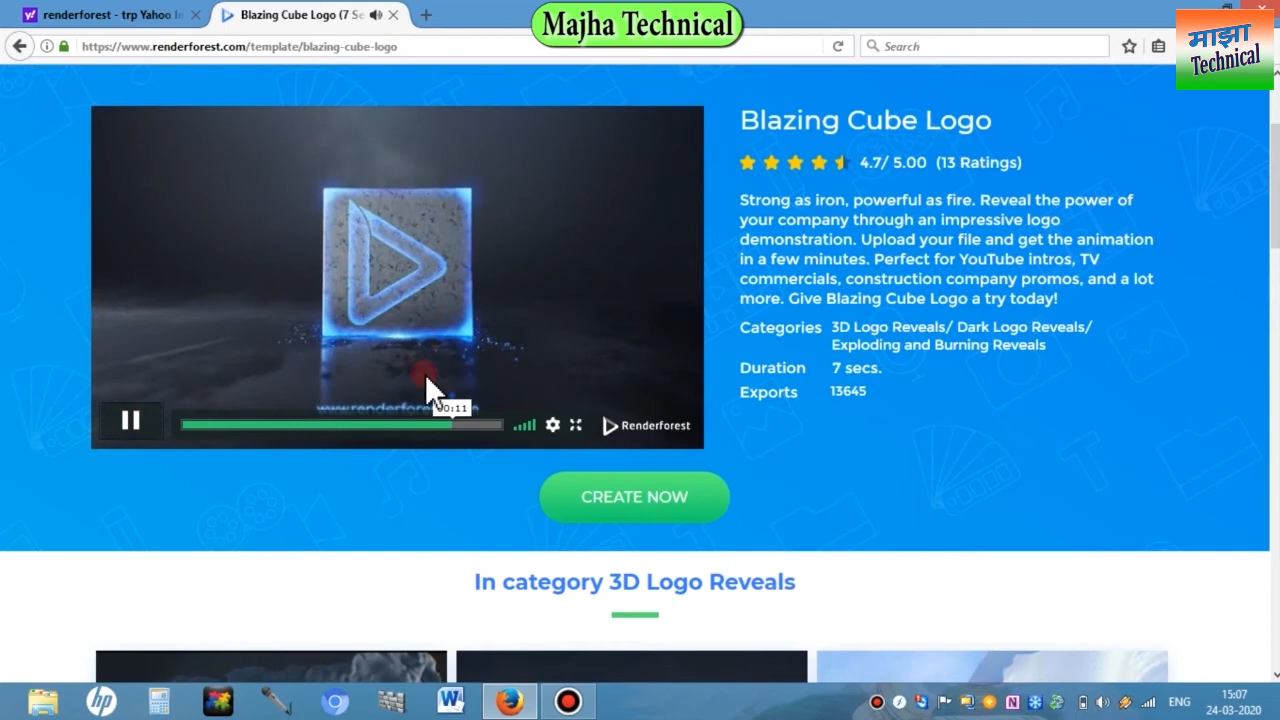 renderforest - trp Yahoo In
Blazing Cube Logo (7 Se
Majha Technical
https://www.renderforest.com/template/blazing-cube-logo
Search
माझा
Technical
Blazing Cube Logo
4.7/ 5.00 (13 Ratings)
Strong as iron, powerful as fire. Reveal the power of
your company through an impressive logo
demonstration. Upload your file and get the animation
in a few minutes. Perfect for YouTube intros, TV
commercials, construction company promos, and a lot
more. Give Blazing Cube Logo a try today!
Categories 3D Logo Reveals/ Dark Logo Reveals/
Exploding and Burning Reveals
Duration 7 secs.
Exports 13645
00:11
Renderforest
CREATE NOW
In category 3D Logo Reveals
hp
W
N
ENG
15:07
24-03-2020